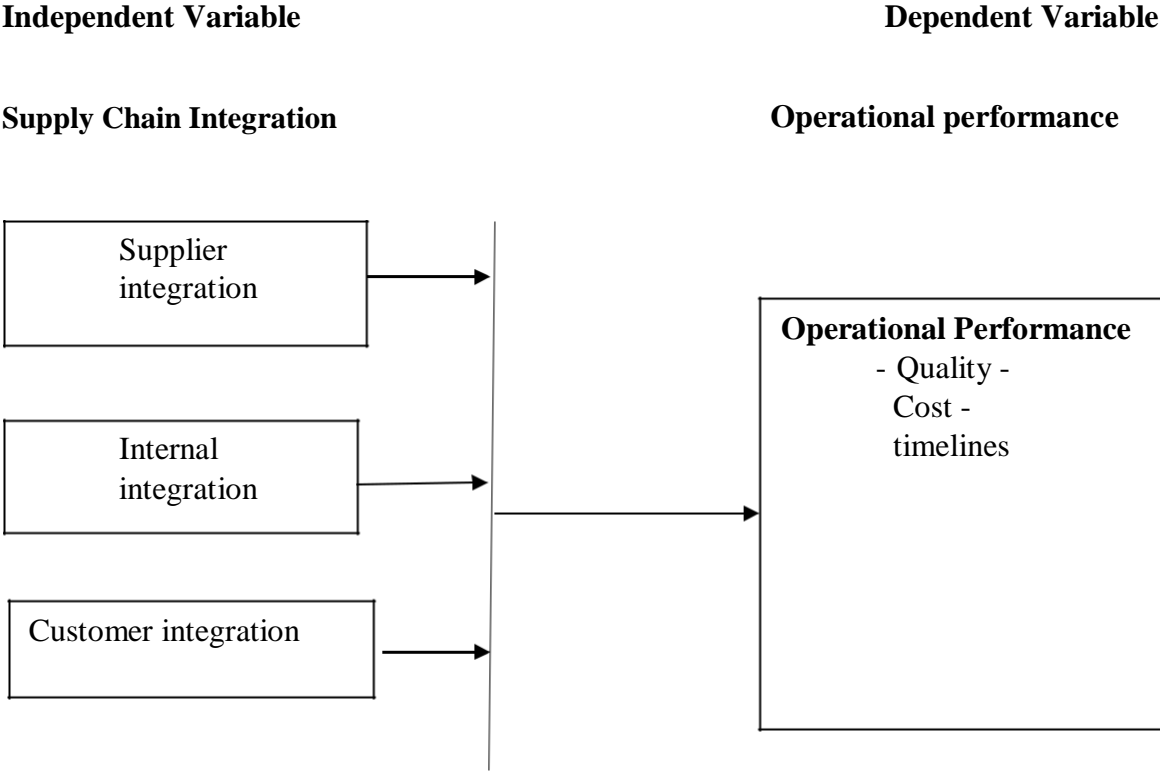 Independent Variable
Dependent Variable
Supply Chain Integration
Operational performance
Supplier
integration
Internal
integration
Customer integration
Operational Performance
- Quality -
Cost -
timelines